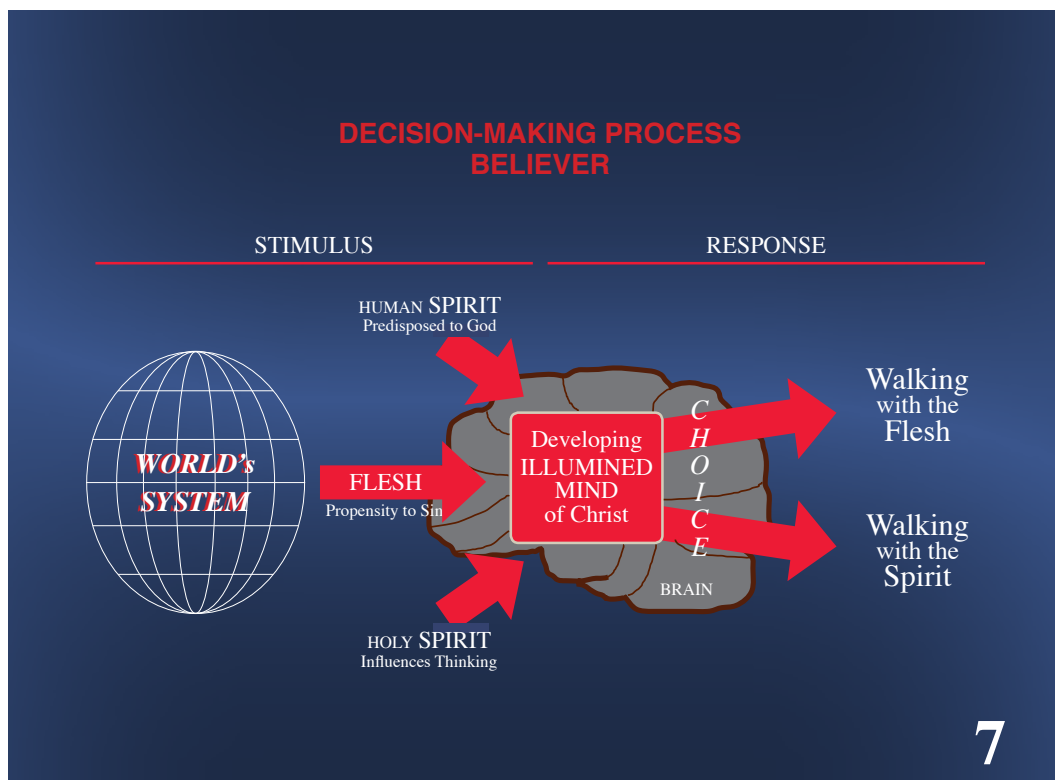 DECISION-MAKING PROCESS
BELIEVER
STIMULUS
RESPONSE
HUMAN SPIRIT
Predisposed to God
WORLD's
SYSTEM
FLESH
Propensity to Sin
HOLY SPIRIT
Influences Thinking
Developing
ILLUMINED
MIND
of Christ
C
H
O
I
C
E
BRAIN
Walking
with the
Flesh
Walking
with the
Spirit
7